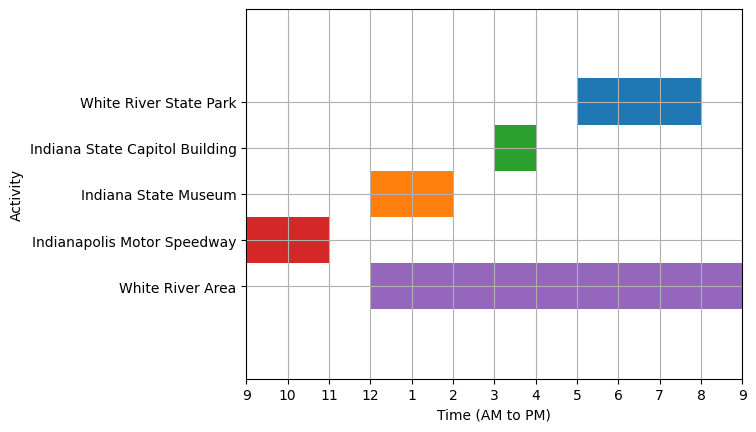 White River State Park
Indiana State Capitol Building
Indiana State Museum
Indianapolis Motor Speedway
White River Area
Activity
9 10 11 12 1 2 3 4 5 6 7 8 9
Time (AM to PM)